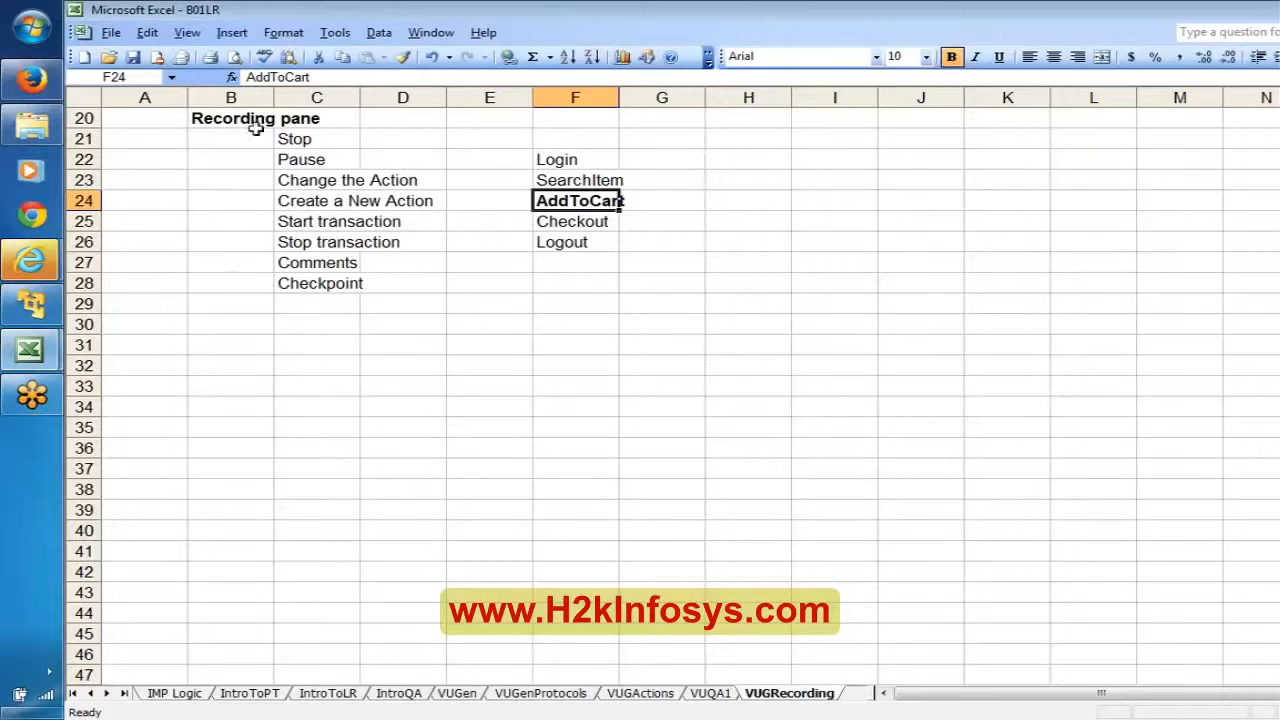 Microsoft Excel - B01LR
File Edit View Insert Format Tools Data Window Help
Type a question fo
Arial 10 B I U $ % ,
F24 fx AddToCart
A B C D E F G H I J K L M N
20 Recording pane
21 Stop
22 Pause Login
23 Change the Action SearchItem
24 Create a New Action AddToCart
25 Start transaction Checkout
26 Stop transaction Logout
27 Comments
28 Checkpoint
29
30
31
32
33
34
35
36
37
38
39
40
41
42
43
44
45
46
47
www.H2kInfosys.com
IMP Logic IntroToPT IntroToLR IntroQA VUGen VUGenProtocols VUGActions VUQA1 VUGRecording
Ready